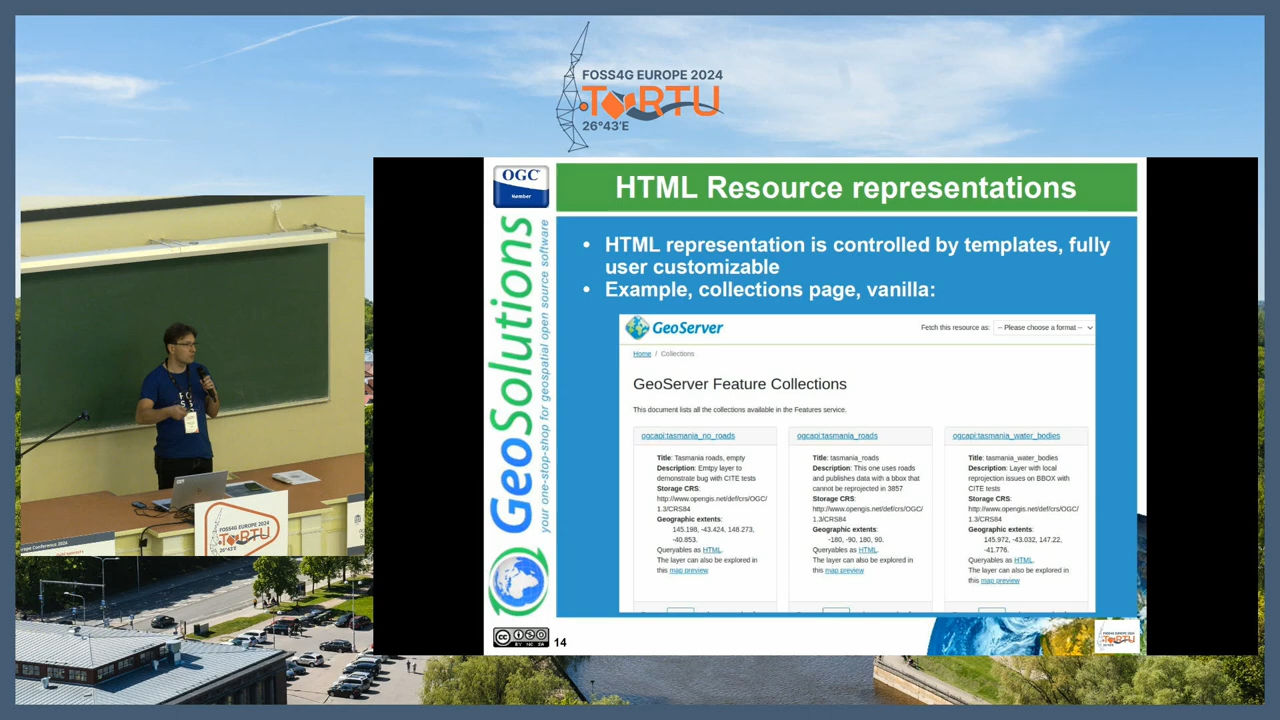 FOSS4G EUROPE 2024
TARTU
26°43'E
OGC
Member
HTML Resource representations
GeoSolutions
your one-stop-shop for geospatial open source software
• HTML representation is controlled by templates, fully
user customizable
• Example, collections page, vanilla:
GeoServer
Fetch this resource as:
-- Please choose a format --
Home / Collections
GeoServer Feature Collections
This document lists all the collections available in the Features service.
ogcapi:tasmania_no_roads
Title: Tasmania roads, empty
Description: Emtpy layer to
demonstrate bug with CITE tests
Storage CRS:
http://www.opengis.net/def/crs/OGC/
1.3/CRS84
Geographic extents:
145.198, -43.424, 148.273,
-40.853.
Queryables as HTML.
The layer can also be explored in
this map preview
ogcapi:tasmania_roads
Title: tasmania_roads
Description: This one uses roads
and publishes data with a bbox that
cannot be reprojected in 3857
Storage CRS:
http://www.opengis.net/def/crs/OGC/
1.3/CRS84
Geographic extents:
-180, -90, 180, 90.
Queryables as HTML.
The layer can also be explored in
this map preview
ogcapi:tasmania_water_bodies
Title: tasmania_water_bodies
Description: Layer with local
reprojection issues on BBOX with
CITE tests
Storage CRS:
http://www.opengis.net/def/crs/OGC/
1.3/CRS84
Geographic extents:
145.972, -43.032, 147.22,
-41.776.
Queryables as HTML.
The layer can also be explored in
this map preview
cc
BY NC SA
14
FOSS4G EUROPE 2024
TARTU